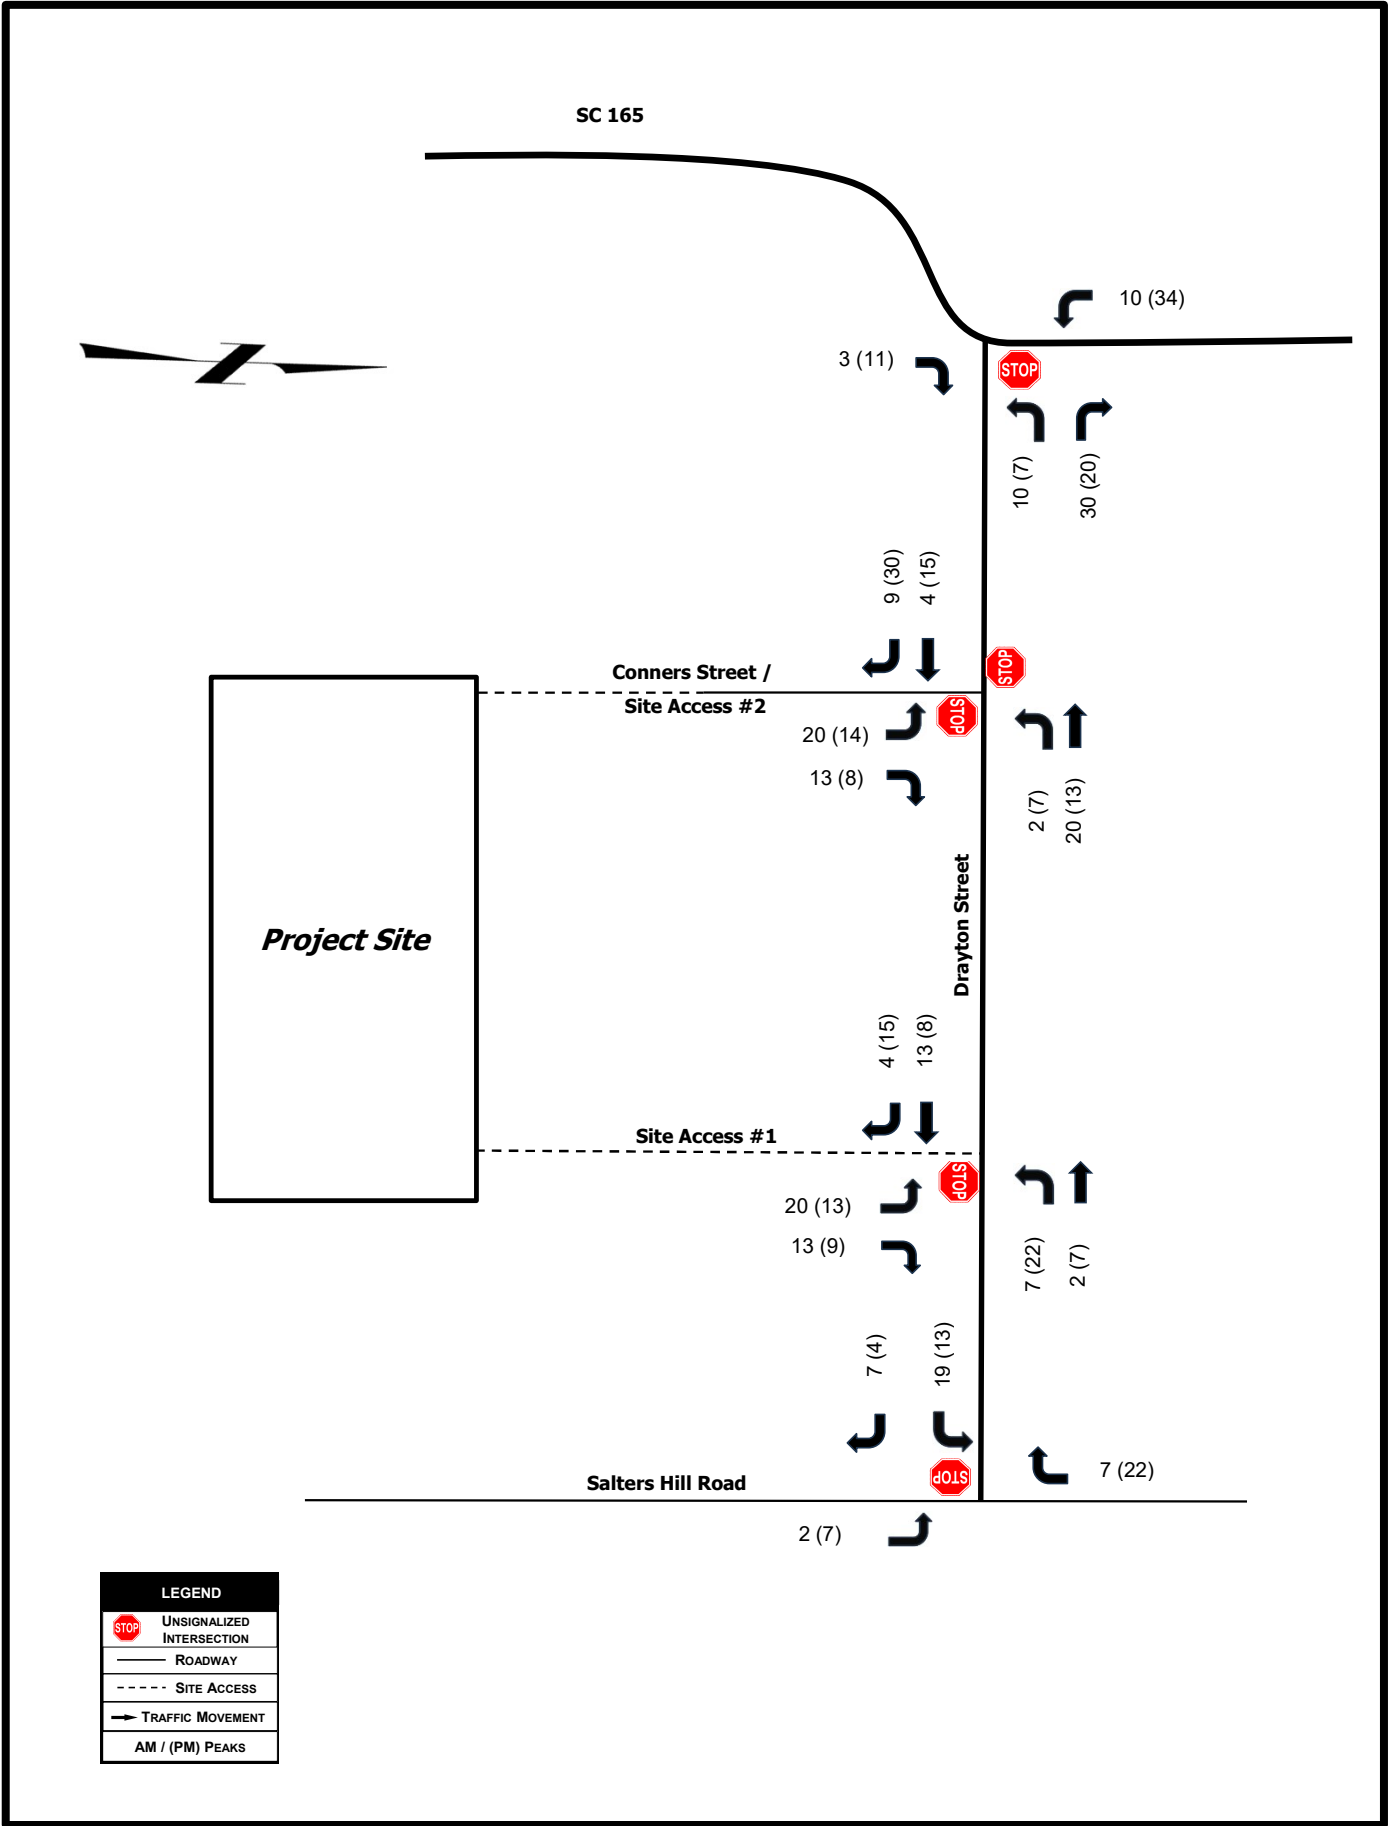 SC 165
10 (34)
3 (11)
STOP
10 (7)
30 (20)
9 (30)
4 (15)
Conners Street /
STOP
Site Access #2
STOP
20 (14)
13 (8)
2 (7)
20 (13)
Drayton Street
Project Site
4 (15)
13 (8)
Site Access #1
STOP
20 (13)
13 (9)
7 (22)
2 (7)
7 (4)
19 (13)
Salters Hill Road
STOP
7 (22)
2 (7)
LEGEND
STOP
UNSIGNALIZED
INTERSECTION
ROADWAY
SITE ACCESS
TRAFFIC MOVEMENT
AM / (PM) PEAKS